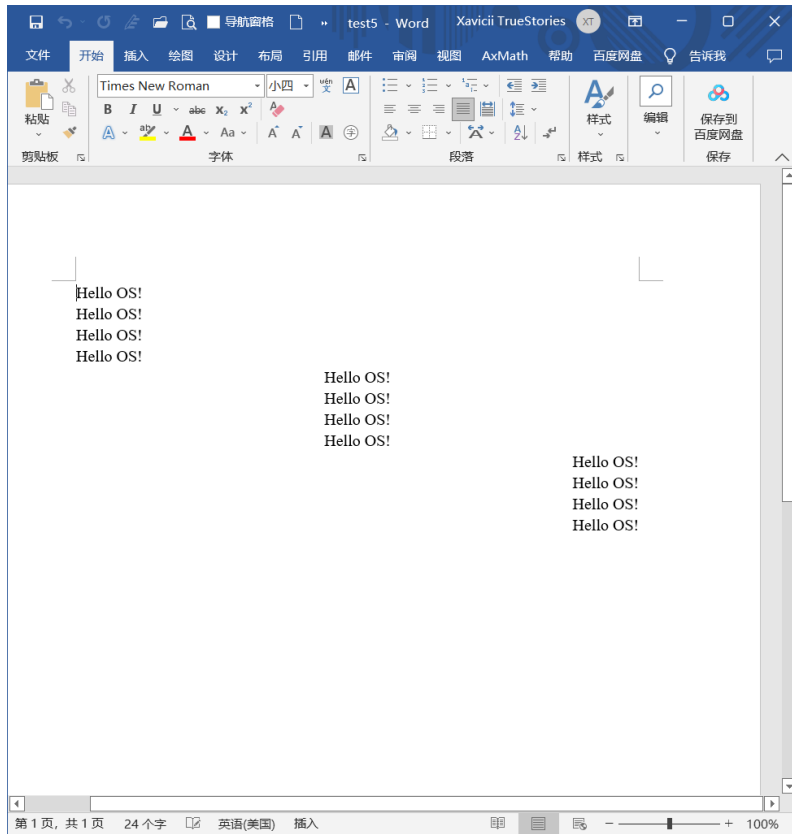 导航窗格 test5 - Word Xavicii TrueStories XT
文件 开始 插入 绘图 设计 布局 引用 邮件 审阅 视图 AxMath 帮助 百度网盘 告诉我
Times New Roman 小四 wén 文 A
B I U abc X₂ X²
A aby A Aa A A A 字
粘贴 样式 编辑 保存到
百度网盘
剪贴板 字体 段落 样式 保存
Hello OS!
Hello OS!
Hello OS!
Hello OS!
Hello OS!
Hello OS!
Hello OS!
Hello OS!
Hello OS!
Hello OS!
Hello OS!
Hello OS!
第 1 页，共 1 页 24 个字 英语(美国) 插入 100%